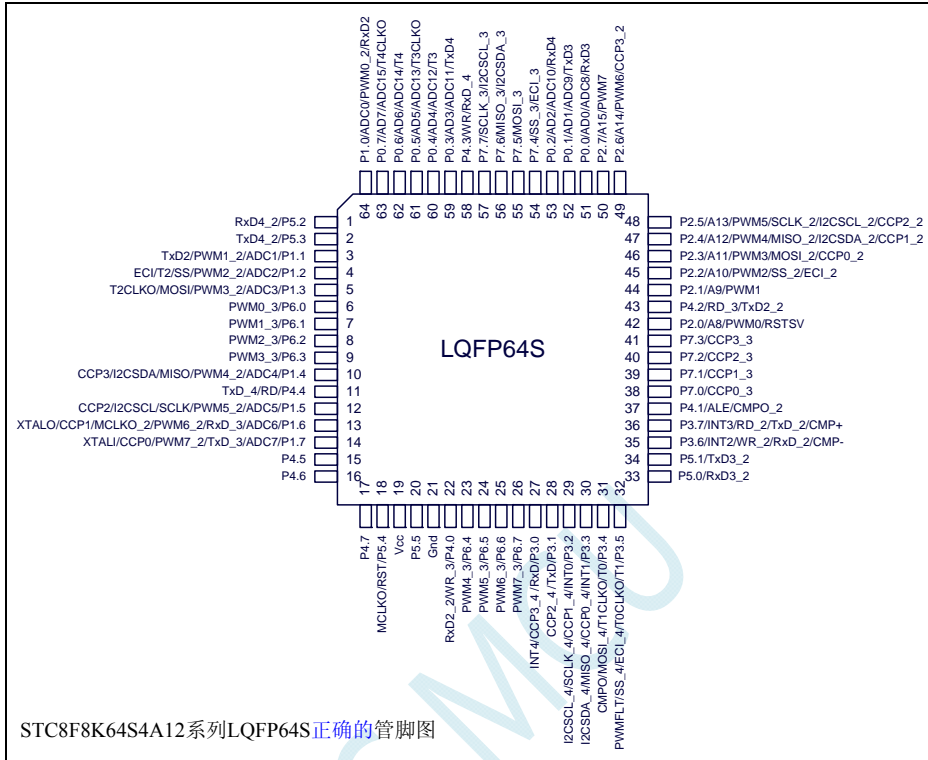 P1.0/ADC0/PWM0_2/RxD2
P0.7/AD7/ADC15/T4CLKO
P0.6/AD6/ADC14/T4
P0.5/AD5/ADC13/T3CLKO
P0.4/AD4/ADC12/T3
P0.3/AD3/ADC11/TxD4
P4.3/WR/RxD_4
P7.7/SCLK_3/I2CSCL_3
P7.6/MISO_3/I2CSDA_3
P7.5/MOSI_3
P7.4/SS_3/ECI_3
P0.2/AD2/ADC10/RxD4
P0.1/AD1/ADC9/TxD3
P0.0/AD0/ADC8/RxD3
P2.7/A15/PWM7
P2.6/A14/PWM6/CCP3_2
64 63 62 61 60 59 58 57 56 55 54 53 52 51 50 49
RxD4_2/P5.2 1
TxD4_2/P5.3 2
TxD2/PWM1_2/ADC1/P1.1 3
ECI/T2/SS/PWM2_2/ADC2/P1.2 4
T2CLKO/MOSI/PWM3_2/ADC3/P1.3 5
PWM0_3/P6.0 6
PWM1_3/P6.1 7
PWM2_3/P6.2 8
PWM3_3/P6.3 9
CCP3/I2CSDA/MISO/PWM4_2/ADC4/P1.4 10
TxD_4/RD/P4.4 11
CCP2/I2CSCL/SCLK/PWM5_2/ADC5/P1.5 12
XTALO/CCP1/MCLKO_2/PWM6_2/RxD_3/ADC6/P1.6 13
XTALI/CCP0/PWM7_2/TxD_3/ADC7/P1.7 14
P4.5 15
P4.6 16
LQFP64S
48 P2.5/A13/PWM5/SCLK_2/I2CSCL_2/CCP2_2
47 P2.4/A12/PWM4/MISO_2/I2CSDA_2/CCP1_2
46 P2.3/A11/PWM3/MOSI_2/CCP0_2
45 P2.2/A10/PWM2/SS_2/ECI_2
44 P2.1/A9/PWM1
43 P4.2/RD_3/TxD2_2
42 P2.0/A8/PWM0/RSTSV
41 P7.3/CCP3_3
40 P7.2/CCP2_3
39 P7.1/CCP1_3
38 P7.0/CCP0_3
37 P4.1/ALE/CMPO_2
36 P3.7/INT3/RD_2/TxD_2/CMP+
35 P3.6/INT2/WR_2/RxD_2/CMP-
34 P5.1/TxD3_2
33 P5.0/RxD3_2
17 18 19 20 21 22 23 24 25 26 27 28 29 30 31 32
P4.7
MCLKO/RST/P5.4
Vcc
P5.5
Gnd
RxD2_2/WR_3/P4.0
PWM4_3/P6.4
PWM5_3/P6.5
PWM6_3/P6.6
PWM7_3/P6.7
INT4/CCP3_4 /RxD/P3.0
CCP2_4 /TxD/P3.1
I2CSCL_4/SCLK_4/CCP1_4/INT0/P3.2
I2CSDA_4/MISO_4/CCP0_4/INT1/P3.3
CMPO/MOSI_4/T1CLKO/T0/P3.4
PWMFLT/SS_4/ECI_4/T0CLKO/T1/P3.5
STC8F8K64S4A12系列LQFP64S正确的管脚图